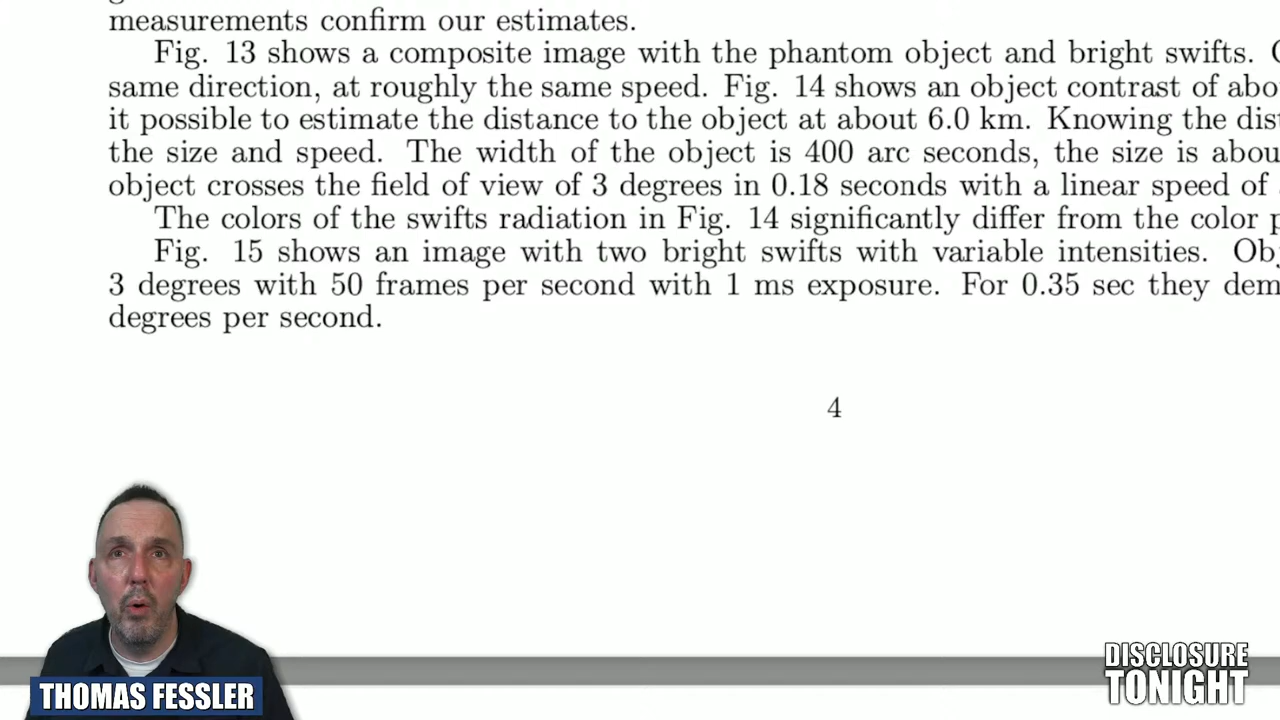 measurements confirm our estimates.
Fig. 13 shows a composite image with the phantom object and bright swifts.
same direction, at roughly the same speed. Fig. 14 shows an object contrast of abo
it possible to estimate the distance to the object at about 6.0 km. Knowing the dist
the size and speed. The width of the object is 400 arc seconds, the size is abou
object crosses the field of view of 3 degrees in 0.18 seconds with a linear speed of
The colors of the swifts radiation in Fig. 14 significantly differ from the color p
Fig. 15 shows an image with two bright swifts with variable intensities. Obj
3 degrees with 50 frames per second with 1 ms exposure. For 0.35 sec they dem
degrees per second.
4
THOMAS FESSLER
DISCLOSURE
TONIGHT